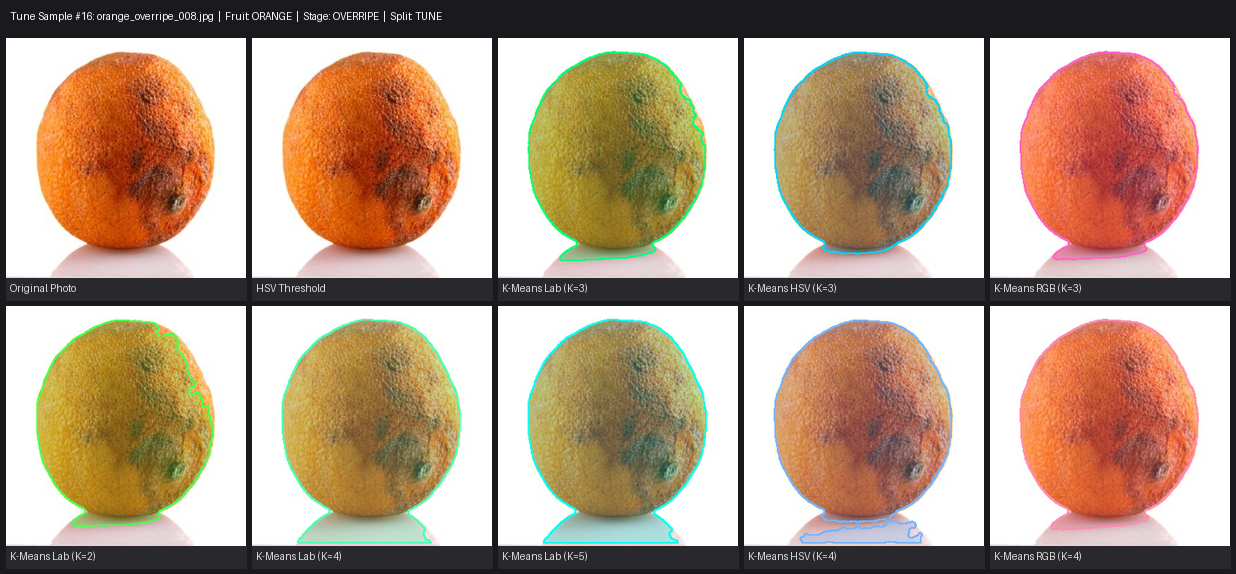 Tune Sample #16: orange_overripe_008.jpg | Fruit: ORANGE | Stage: OVERRIPE | Split: TUNE
Original Photo
HSV Threshold
K-Means Lab (K=3)
K-Means HSV (K=3)
K-Means RGB (K=3)
K-Means Lab (K=2)
K-Means Lab (K=4)
K-Means Lab (K=5)
K-Means HSV (K=4)
K-Means RGB (K=4)